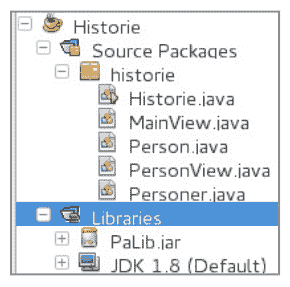 Historie
Source Packages
historie
Historie.java
MainView.java
Person.java
PersonView.java
Personer.java
Libraries
PaLib.jar
JDK 1.8 (Default)